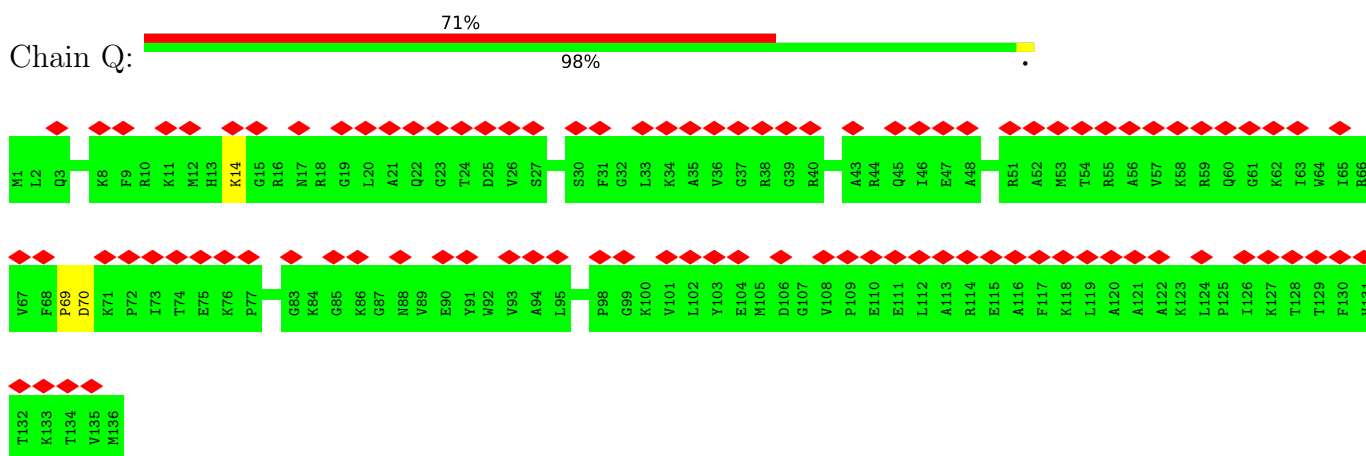 71%
Chain Q:
98%
•
M1 L2 Q3 K8 F9 R10 K11 M12 H13 K14 G15 R16 N17 R18 G19 L20 A21 Q22 G23 T24 D25 V26 S27 S30 F31 G32 L33 K34 A35 V36 G37 R38 G39 R40 A43 R44 Q45 I46 E47 A48 R51 A52 M53 T54 R55 A56 V57 K58 R59 Q60 G61 K62 I63 W64 I65 R66
V67 F68 P69 D70 K71 P72 I73 T74 E75 K76 P77 G83 K84 G85 K86 G87 N88 V89 E90 Y91 W92 V93 A94 L95 P98 G99 K100 V101 L102 Y103 E104 M105 D106 G107 V108 P109 E110 E111 L112 A113 R114 E115 A116 F117 K118 L119 A120 A121 A122 K123 L124 P125 I126 K127 T128 T129 F130 V131
T132 K133 T134 V135 M136